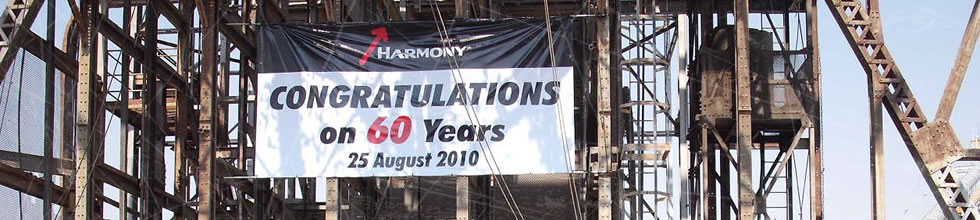 HARMONY
CONGRATULATIONS
on 60 Years
25 August 2010